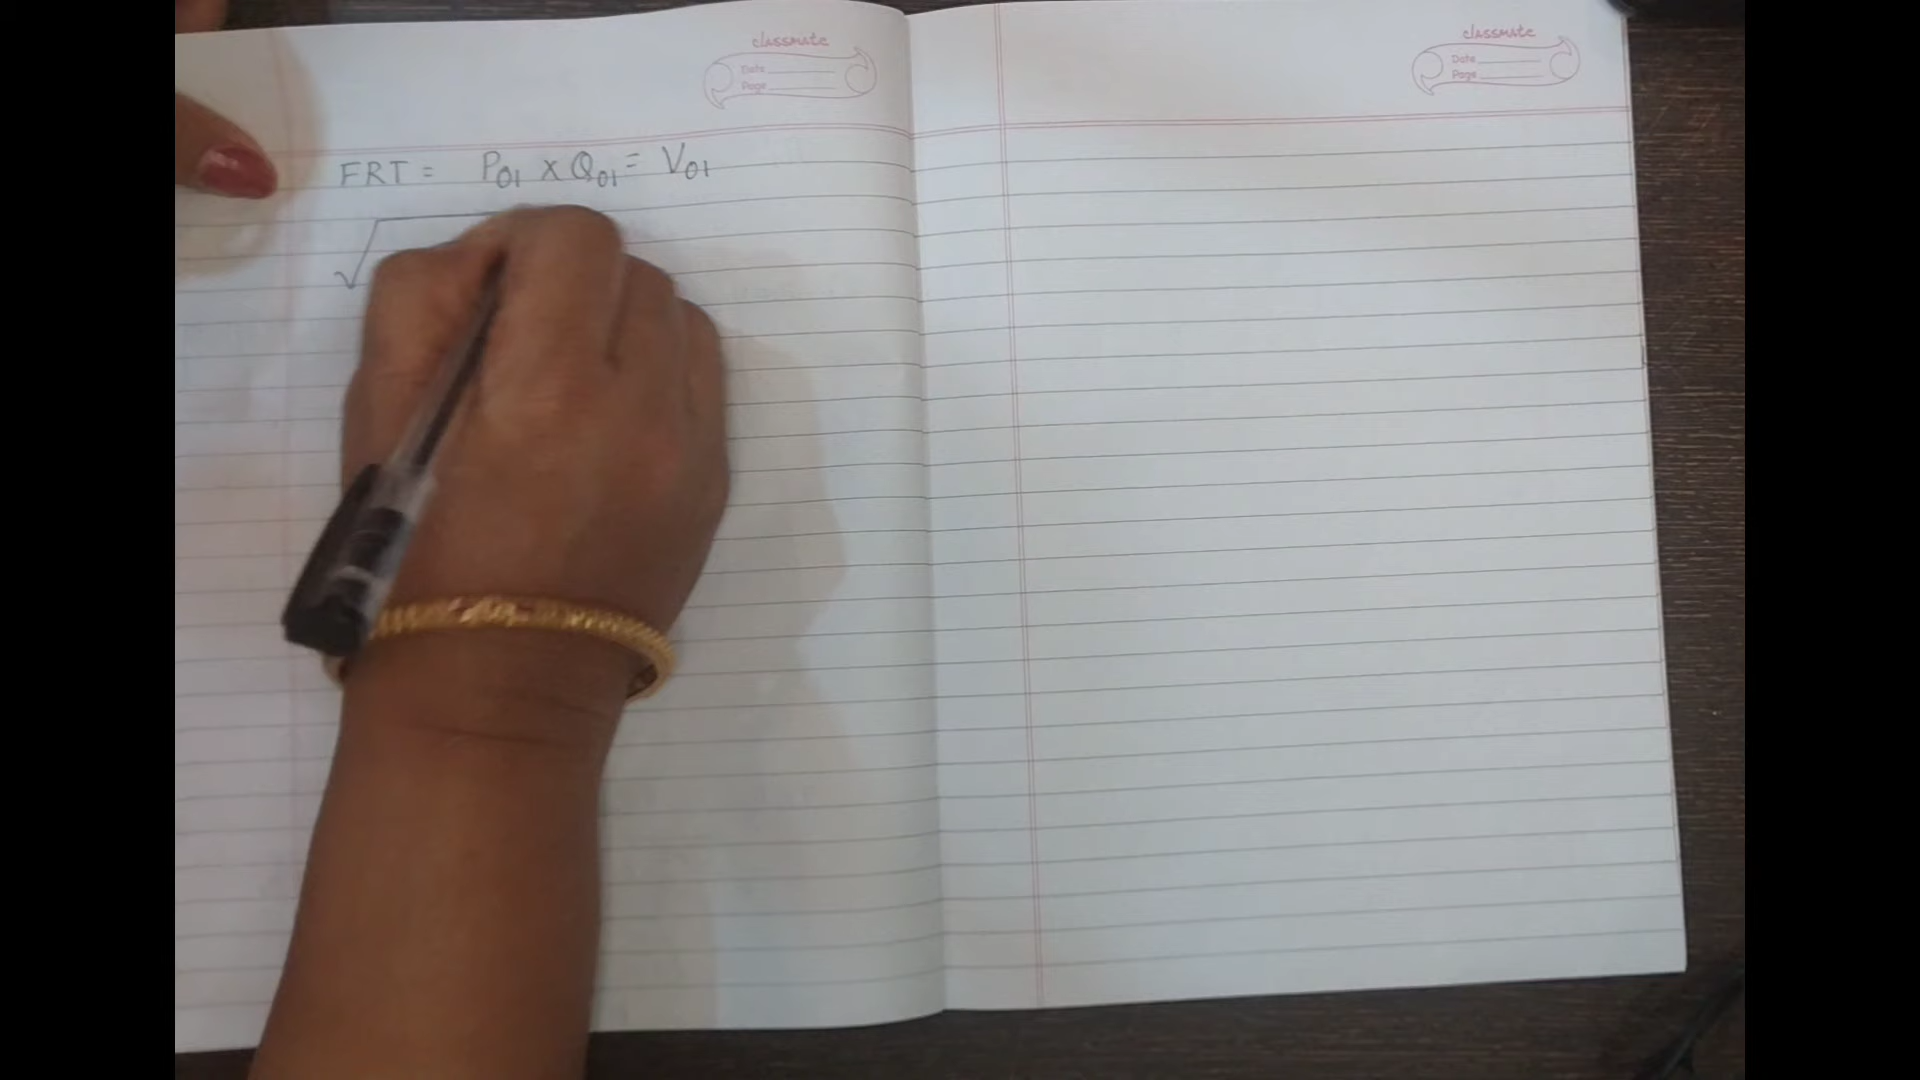 classmate
Date
Page
classmate
Date
Page
FRT = P01 x Q01 = V01
√